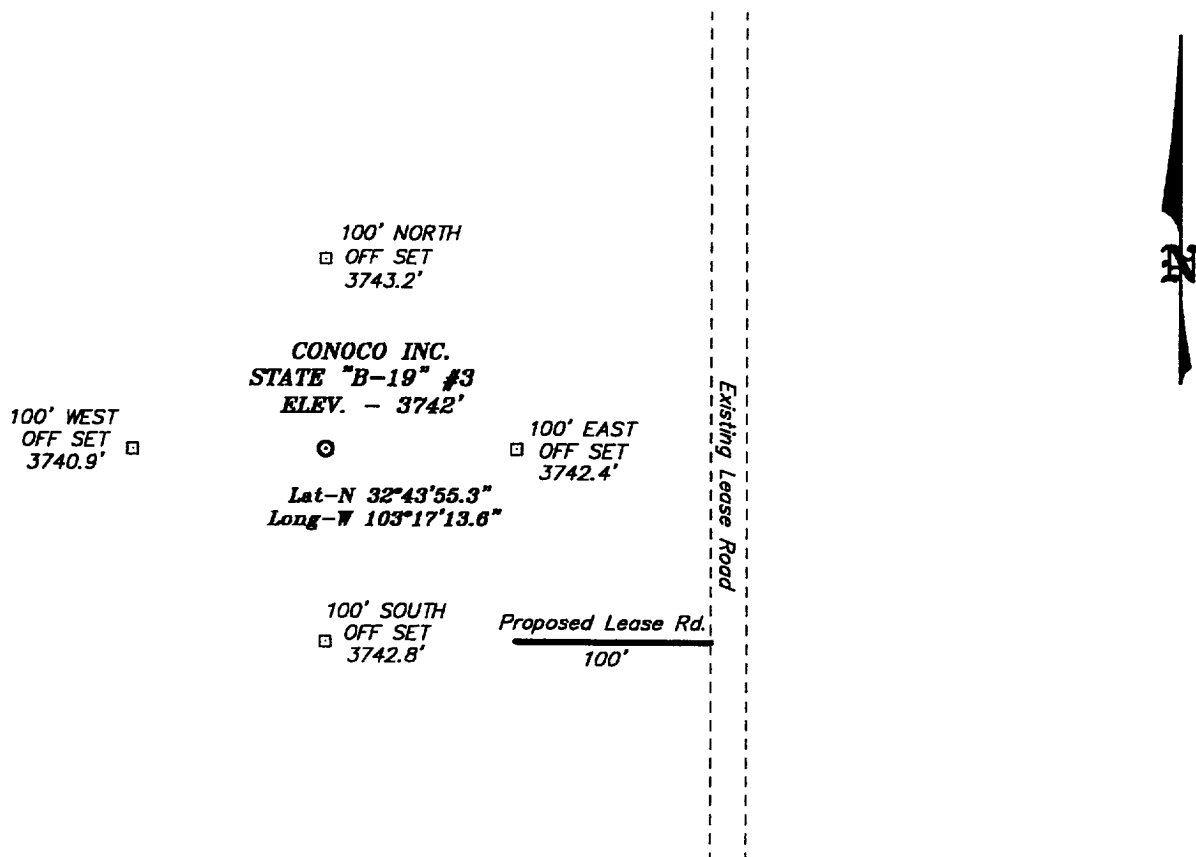 100' NORTH
OFF SET
3743.2'
CONOCO INC.
STATE "B-19" #3
ELEV. - 3742'
100' WEST
OFF SET
3740.9'
100' EAST
OFF SET
3742.4'
Lat-N 32°43'55.3"
Long-W 103°17'13.6"
Existing Lease Road
100' SOUTH
OFF SET
3742.8'
Proposed Lease Rd.
100'
N